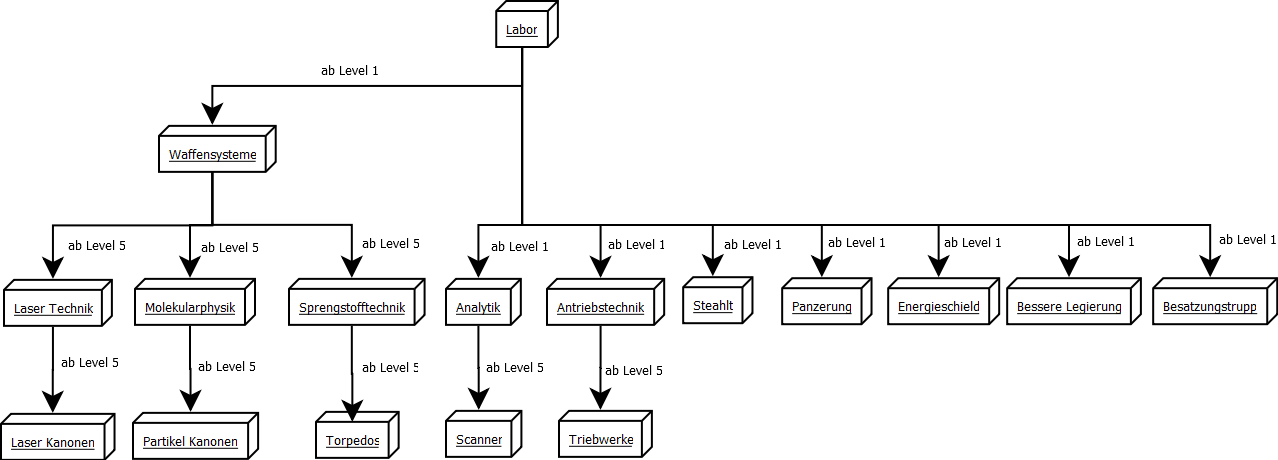 Labor
ab Level 1
Waffensysteme
ab Level 5
ab Level 5
ab Level 5
ab Level 1
ab Level 1
ab Level 1
ab Level 1
ab Level 1
ab Level 1
ab Level 1
Laser Technik
Molekularphysik
Sprengstofftechnik
Analytik
Antriebstechnik
Steahlt
Panzerung
Energieschield
Bessere Legierung
Besatzungstrupp
ab Level 5
ab Level 5
ab Level 5
ab Level 5
ab Level 5
Laser Kanonen
Partikel Kanonen
Torpedos
Scanner
Triebwerke